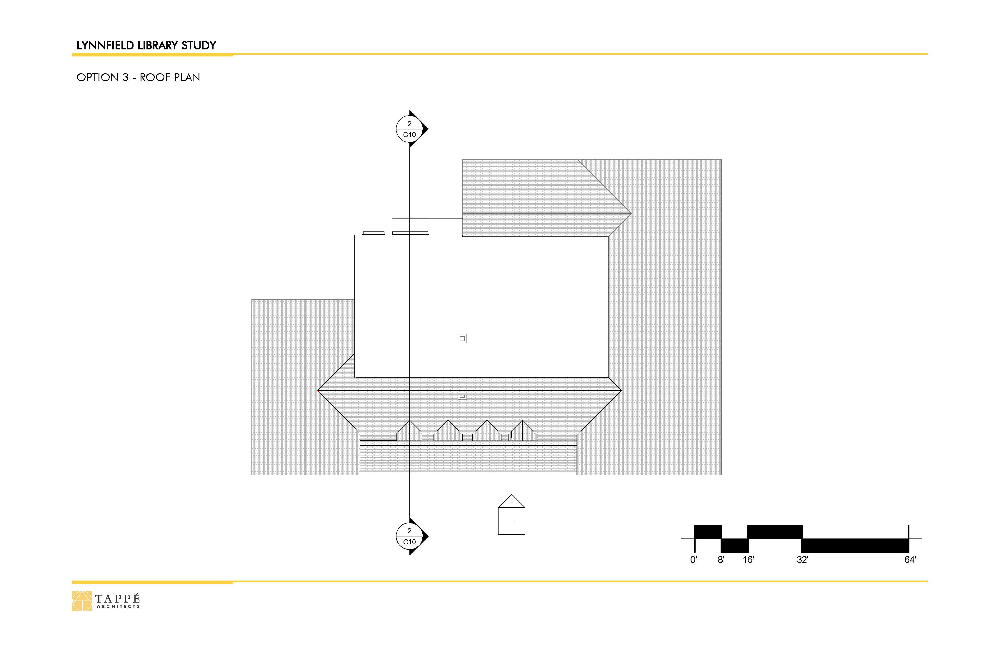 LYNNFIELD LIBRARY STUDY
OPTION 3 - ROOF PLAN
2
C10
-
-
2
C10
0' 8' 16' 32' 64'
TAPPÉ
ARCHITECTS